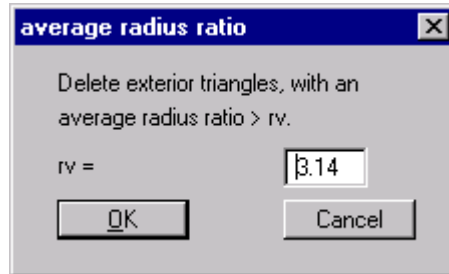 average radius ratio
Delete exterior triangles, with an
average radius ratio > rv.
rv = 3.14
OK Cancel